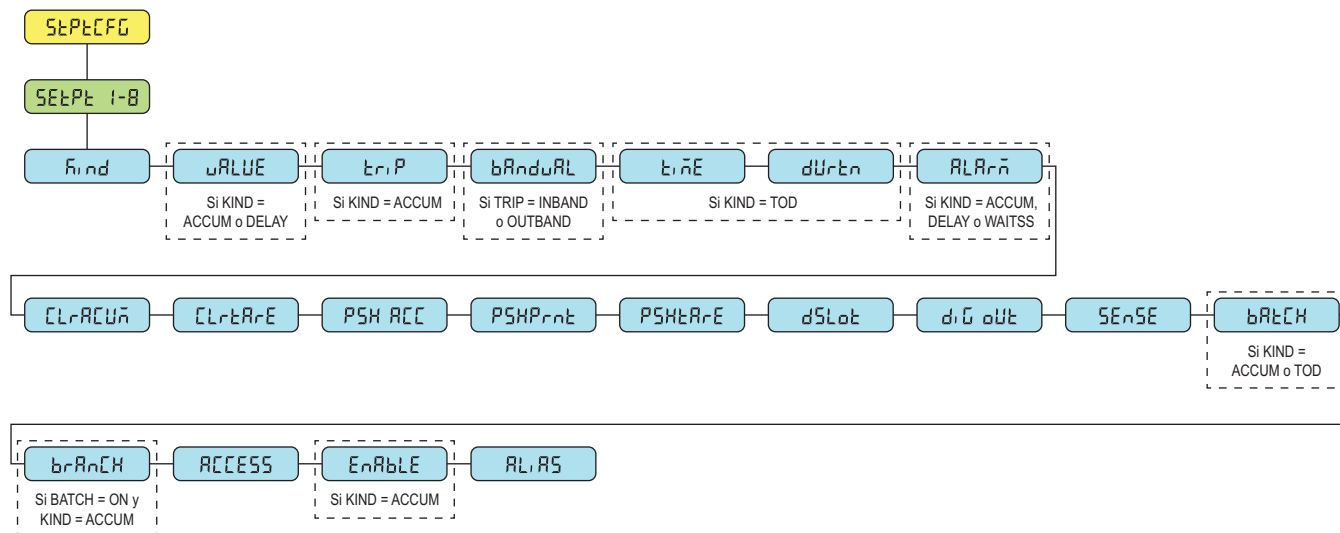 StPtCFG
SEtPt 1-8
Kind
vALUE
triP
bAndvAL
tiME
dUrtn
ALArM
Si KIND =
ACCUM o DELAY
Si KIND = ACCUM
Si TRIP = INBAND
o OUTBAND
Si KIND = TOD
Si KIND = ACCUM,
DELAY o WAITSS
CLrACUM
CLrtArE
PSH ACC
PSHPrnt
PSHtArE
dSLot
diG oUt
SEnSE
bAtCH
Si KIND =
ACCUM o TOD
brAnCH
ACCESS
EnAbLE
ALiAS
Si BATCH = ON y
KIND = ACCUM
Si KIND = ACCUM